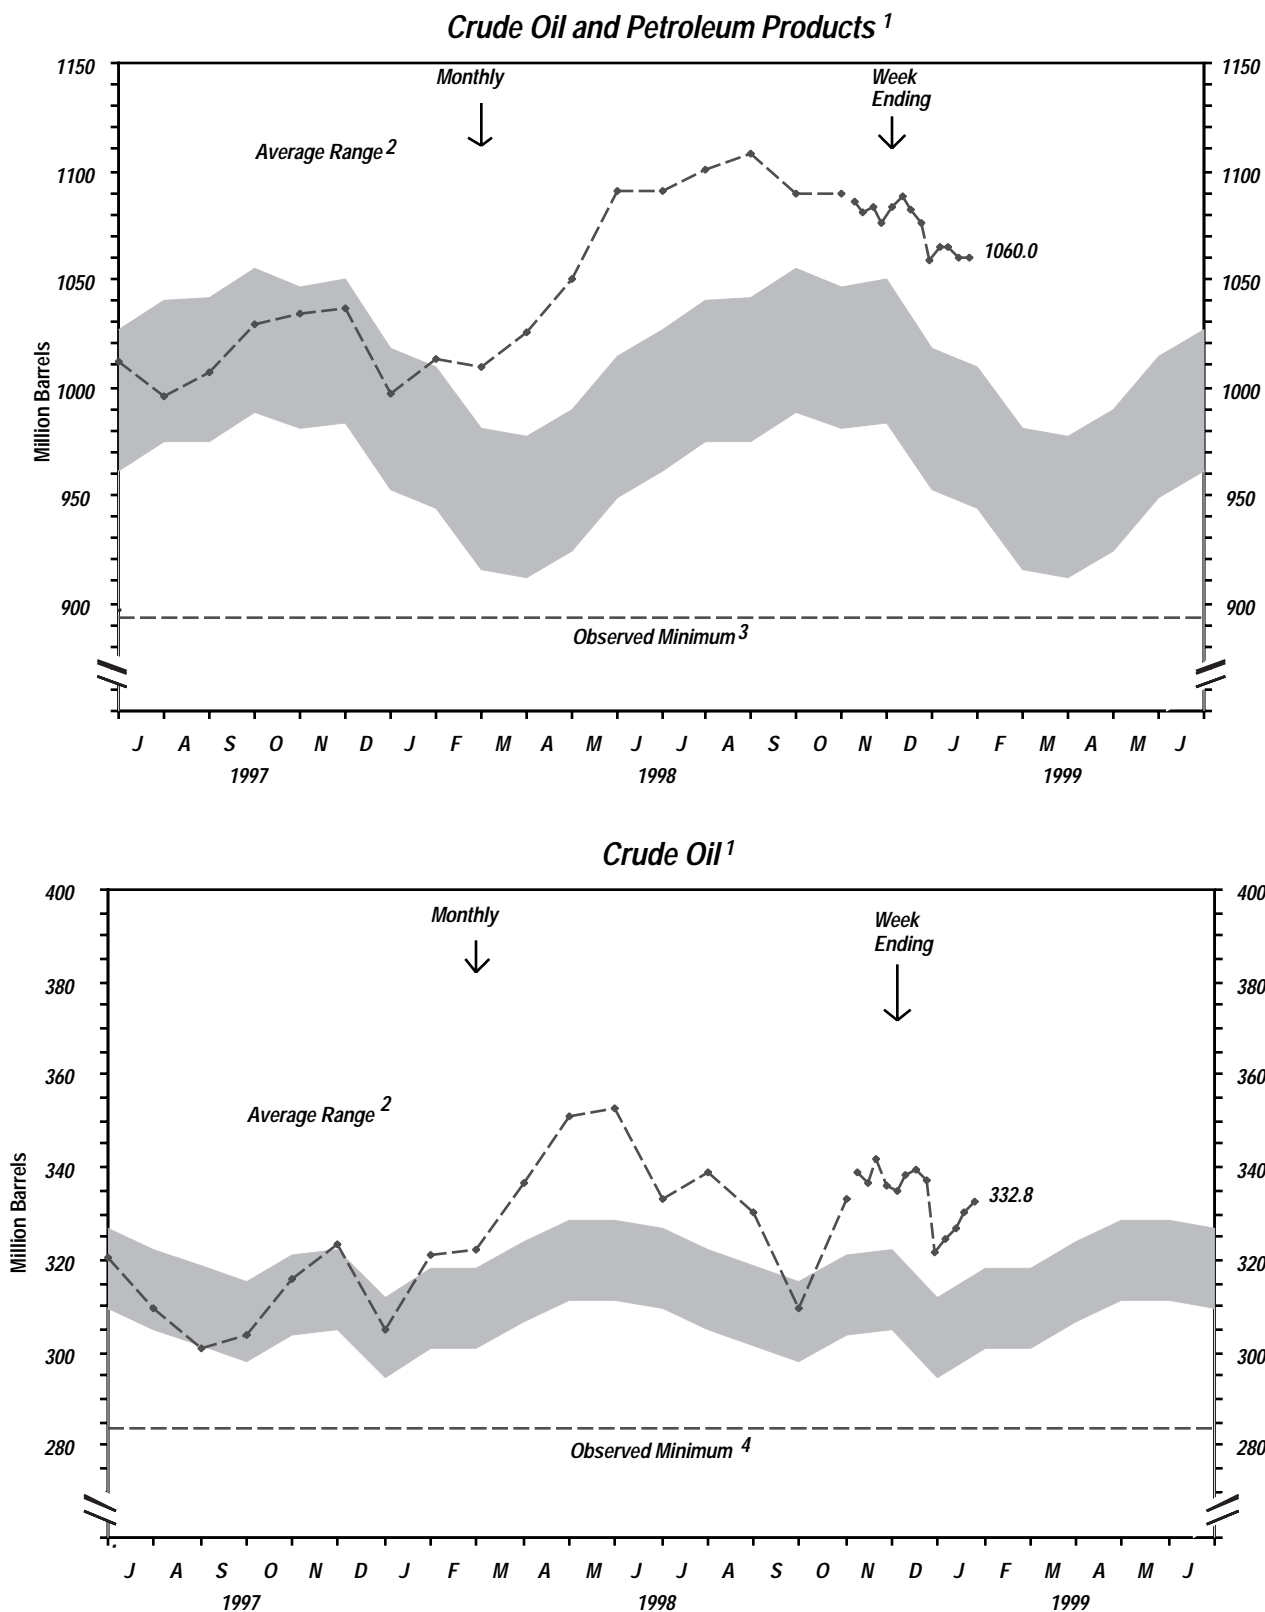 Crude Oil and Petroleum Products 1
1150 1150
Monthly Week
Ending
Average Range 2
1100 1100
1060.0
1050 1050
Million Barrels
1000 1000
950 950
900 900
Observed Minimum 3
J A S O N D J F M A M J J A S O N D J F M A M J
1997 1998 1999
Crude Oil 1
400 400
Monthly Week
Ending
380 380
360 360
Average Range 2
340 340
332.8
Million Barrels
320 320
300 300
280 280
Observed Minimum 4
J A S O N D J F M A M J J A S O N D J F M A M J
1997 1998 1999